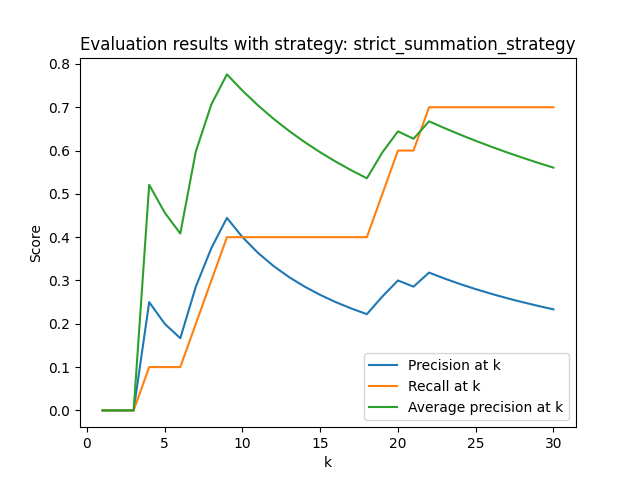 Evaluation results with strategy: strict_summation_strategy
0.8
0.7
0.6
0.5
0.4
0.3
0.2
0.1
0.0
Score
0 5 10 15 20 25 30
k
Precision at k
Recall at k
Average precision at k